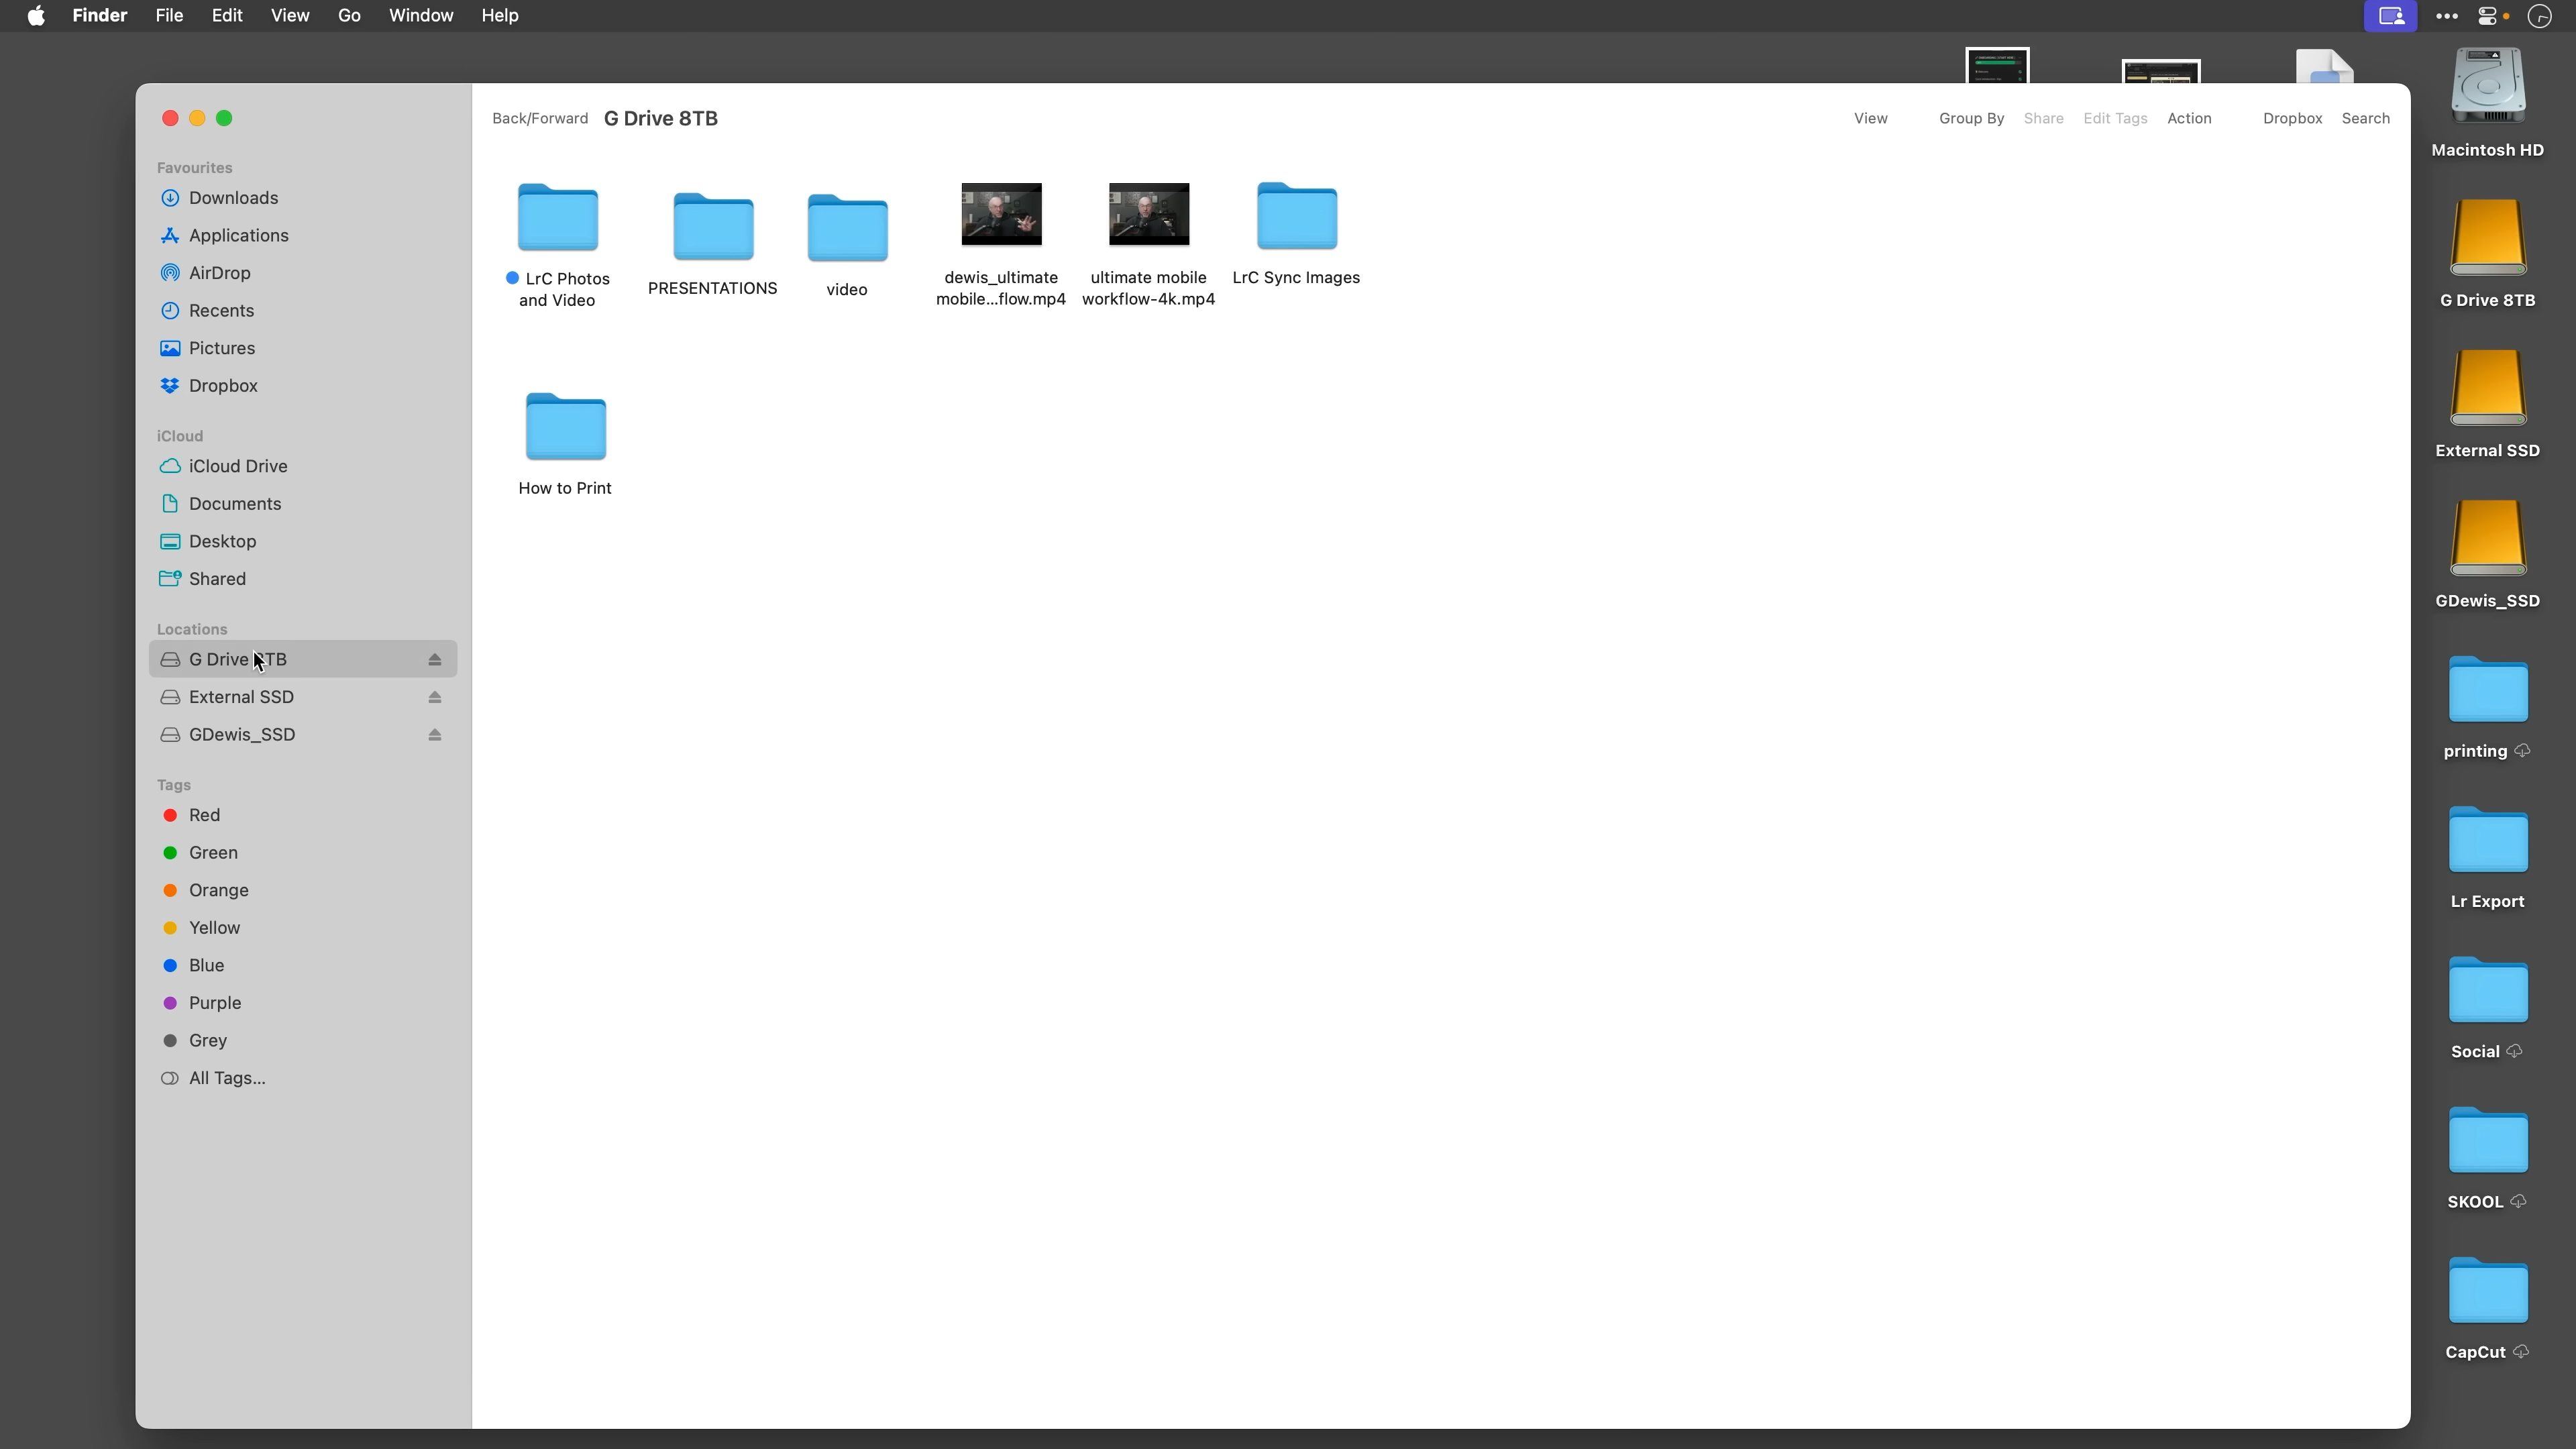 Finder File Edit View Go Window Help
Back/Forward G Drive 8TB View Group By Share Edit Tags Action Dropbox Search
Favourites
Downloads
Applications
AirDrop
Recents
Pictures
Dropbox
iCloud
iCloud Drive
Documents
Desktop
Shared
Locations
G Drive 8TB
External SSD
GDewis_SSD
Tags
Red
Green
Orange
Yellow
Blue
Purple
Grey
All Tags...
LrC Photos
and Video
PRESENTATIONS
video
dewis_ultimate
mobile...flow.mp4
ultimate mobile
workflow-4k.mp4
LrC Sync Images
How to Print
Macintosh HD
G Drive 8TB
External SSD
GDewis_SSD
printing
Lr Export
Social
SKOOL
CapCut